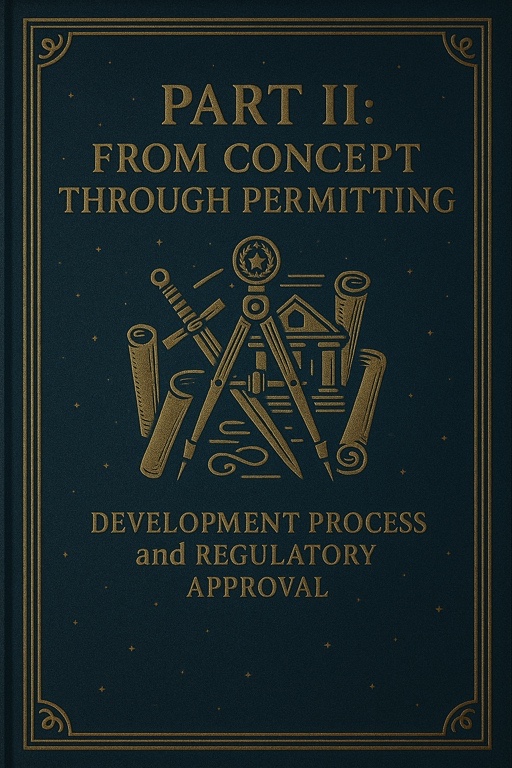 PART II:
FROM CONCEPT
THROUGH PERMITTING
DEVELOPMENT PROCESS
and REGULATORY
APPROVAL